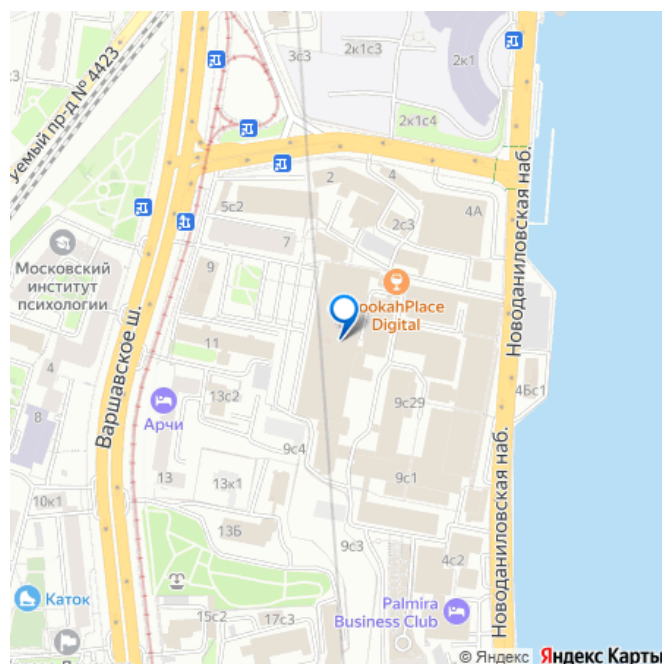 3с3
2к1с3
2к1
уемый пр-д № 4423
2к1с4
2
4
5с2
4А
2с3
7
Московский
институт
психологии
9
ookahPlace
Digital
Новоданиловская наб.
11
Варшавское ш.
4
13с2
4Бс1
Арчи
9с29
8
9с4
9с1
Новоданиловская наб.
13
13к1
10к1
13Б
9с3
4с2
Каток
Palmira
Business Club
15с2
17с3
© Яндекс Яндекс Карты